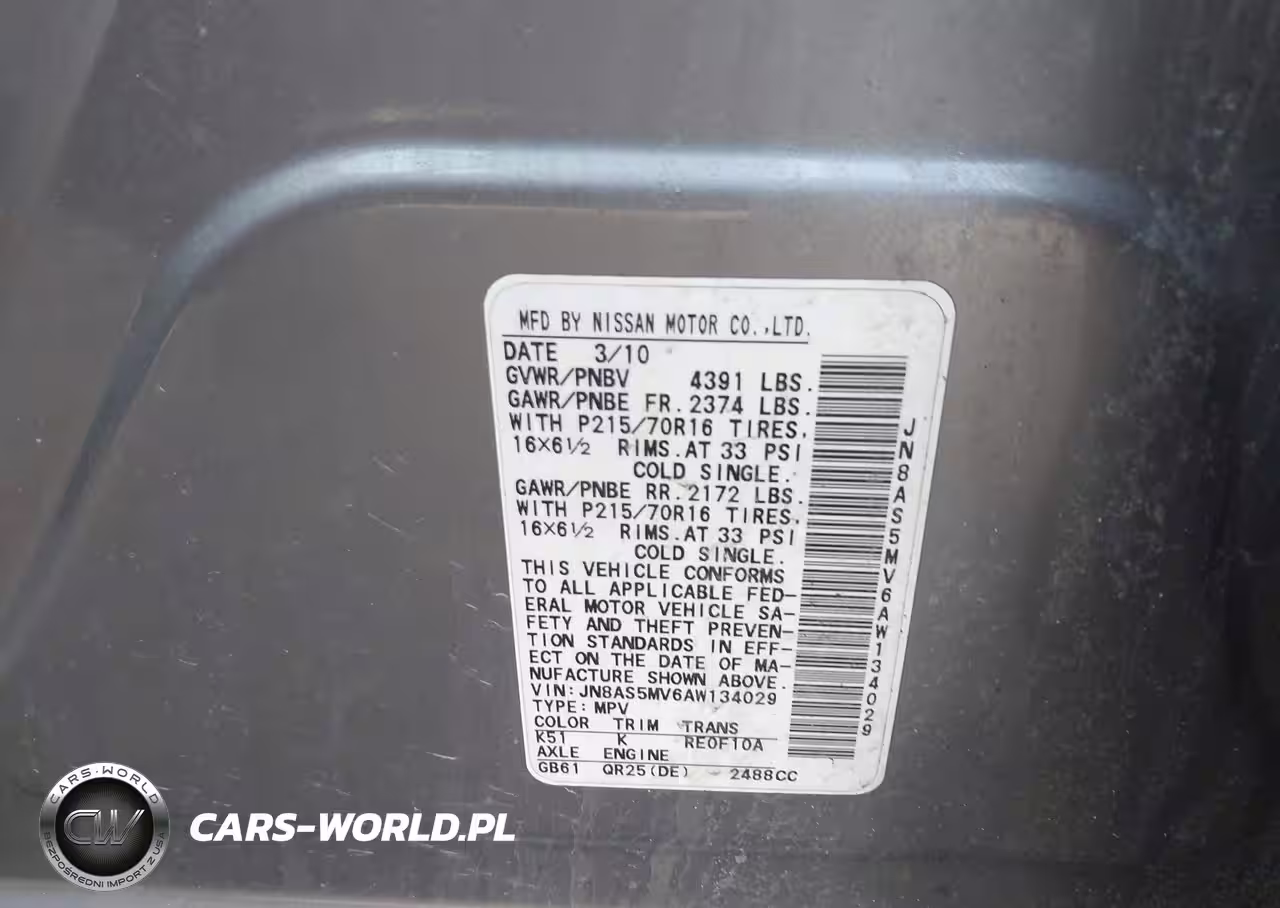 MFD BY NISSAN MOTOR CO.,LTD.
DATE 3/10
GVWR/PNBV 4391 LBS.
GAWR/PNBE FR. 2374 LBS.
WITH P215/70R16 TIRES,
16X6½ RIMS. AT 33 PSI
COLD SINGLE.
GAWR/PNBE RR. 2172 LBS.
WITH P215/70R16 TIRES,
16X6½ RIMS. AT 33 PSI
COLD SINGLE.
THIS VEHICLE CONFORMS
TO ALL APPLICABLE FED-
ERAL MOTOR VEHICLE SA-
FETY AND THEFT PREVEN-
TION STANDARDS IN EFF-
ECT ON THE DATE OF MA-
NUFACTURE SHOWN ABOVE.
VIN:JN8AS5MV6AW134029
TYPE:MPV
COLOR TRIM TRANS
K51 K RE0F10A
AXLE ENGINE
GB61 QR25(DE) 2488CC
JN8AS5MV6AW134029
CARS-WORLD
CW
BEZPOŚREDNI IMPORT Z USA
CARS-WORLD.PL